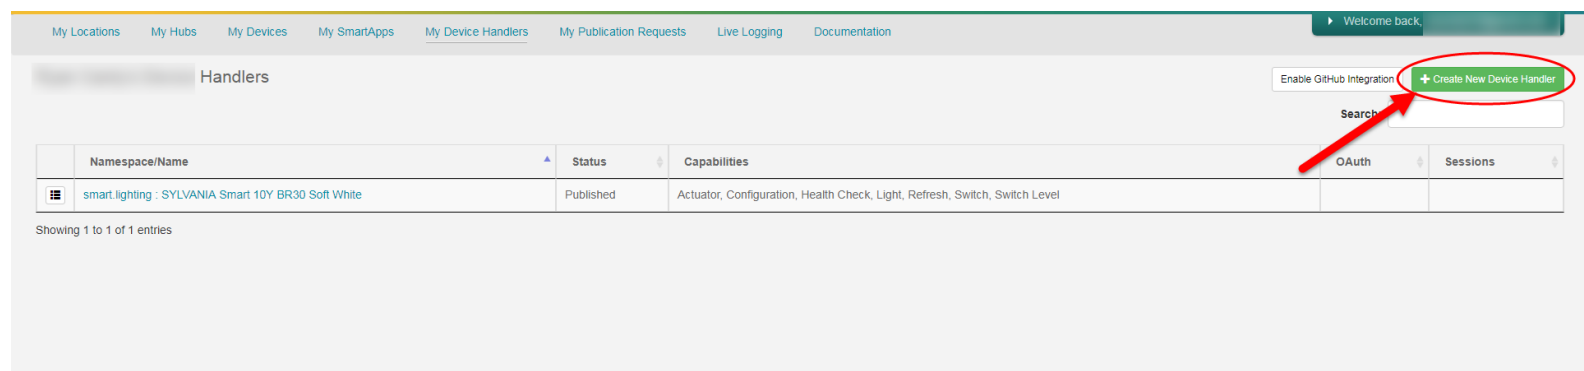 My Locations My Hubs My Devices My SmartApps My Device Handlers My Publication Requests Live Logging Documentation Welcome back,
Handlers
Enable GitHub Integration Create New Device Handler
Search
Namespace/Name Status Capabilities OAuth Sessions
smart.lighting : SYLVANIA Smart 10Y BR30 Soft White Published Actuator, Configuration, Health Check, Light, Refresh, Switch, Switch Level
Showing 1 to 1 of 1 entries